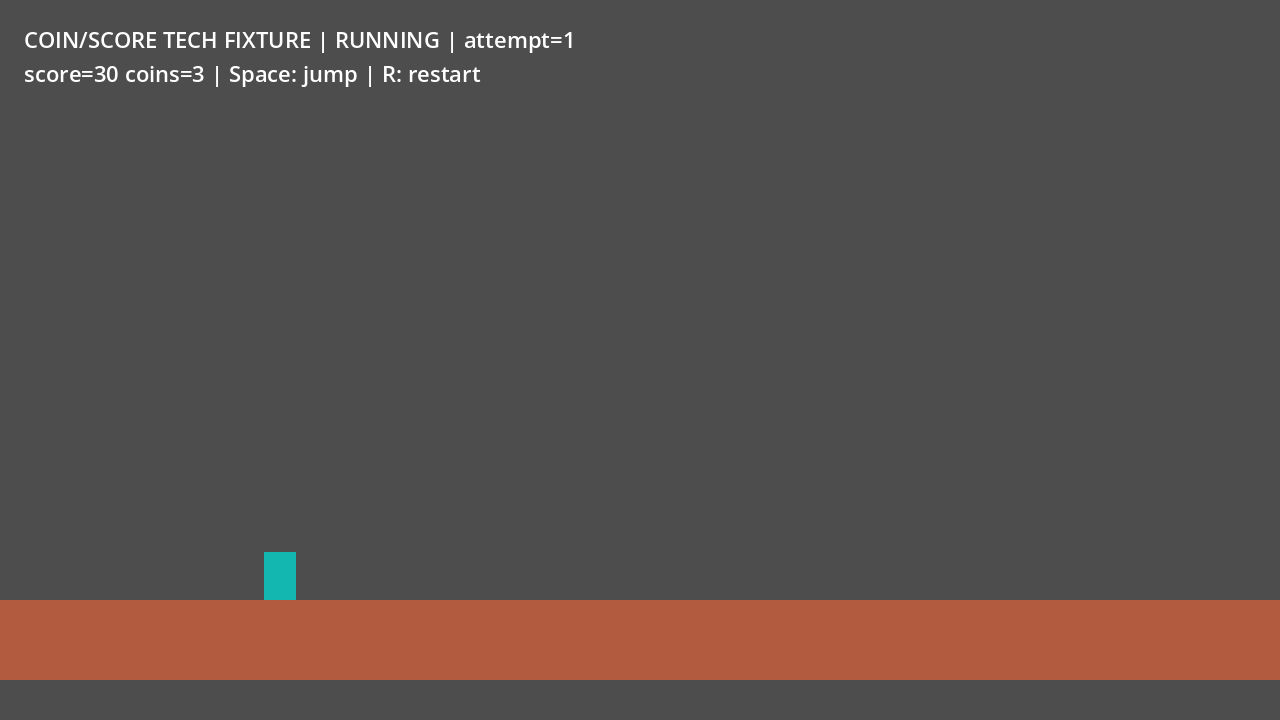 COIN/SCORE TECH FIXTURE | RUNNING | attempt=1
score=30 coins=3 | Space: jump | R: restart